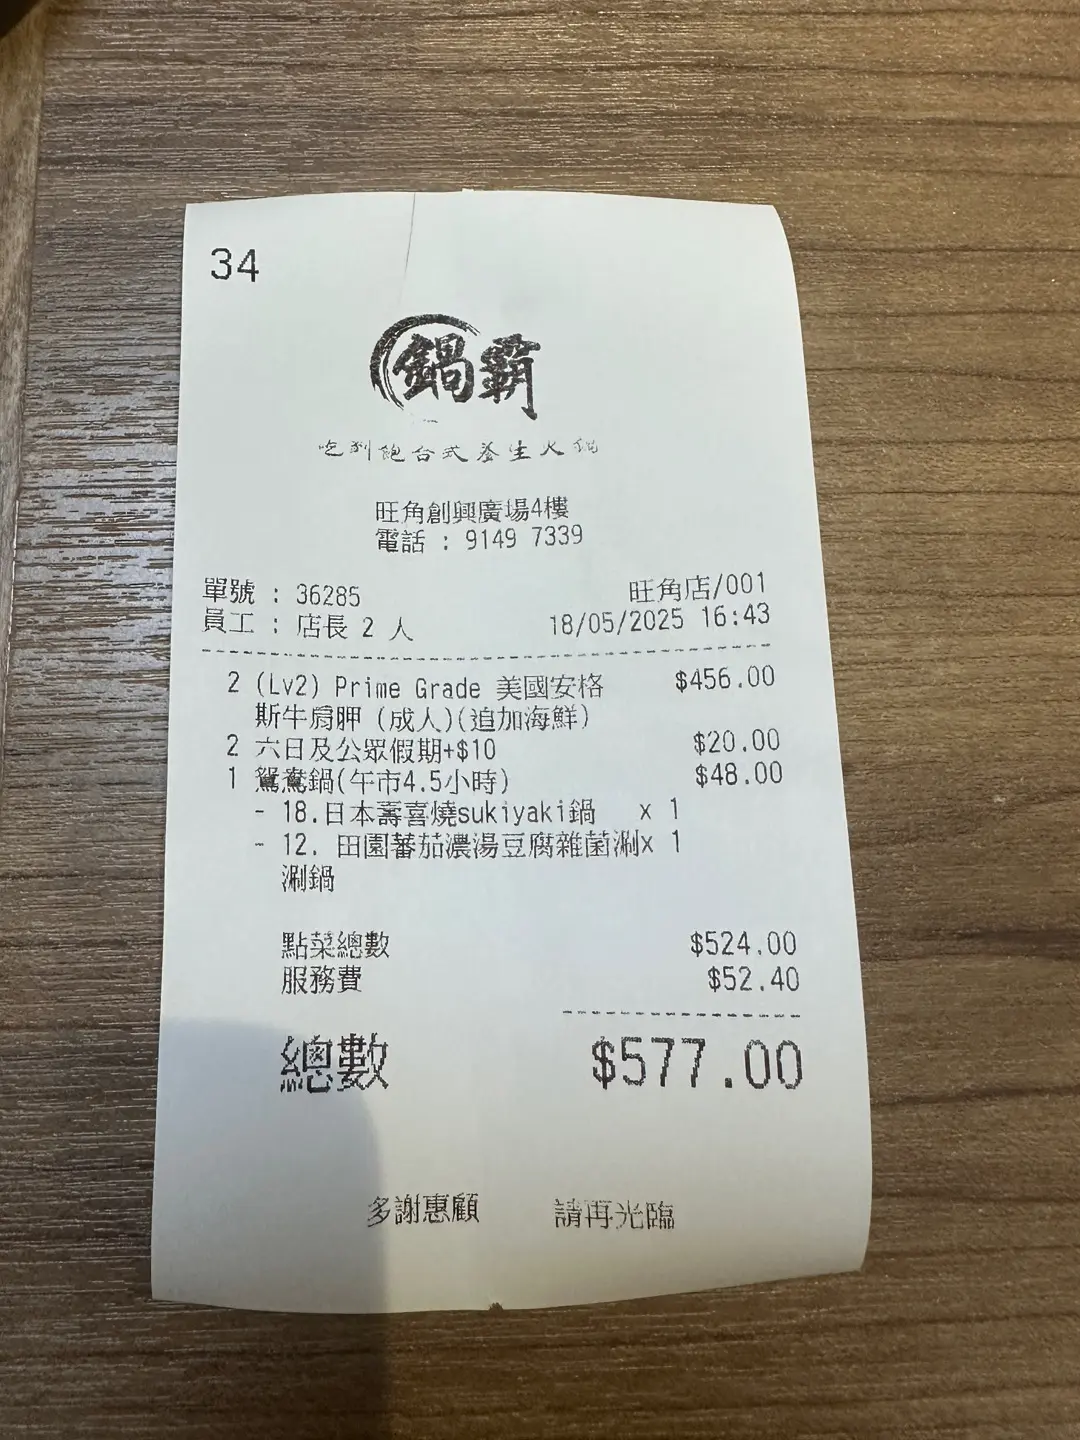 34
鍋霸
吃到飽台式養生火鍋
旺角創興廣場4樓
電話 : 9149 7339
單號 : 36285 旺角店/001
員工 : 店長 2 人 18/05/2025 16:43
2 (Lv2) Prime Grade 美國安格 $456.00
斯牛肩胛 (成人)(追加海鮮)
2 六日及公眾假期+$10 $20.00
1 鴛鴦鍋(午市4.5小時) $48.00
- 18.日本壽喜燒sukiyaki鍋 x 1
- 12. 田園蕃茄濃湯豆腐雜菌涮x 1
涮鍋
點菜總數 $524.00
服務費 $52.40
總數 $577.00
多謝惠顧 請再光臨